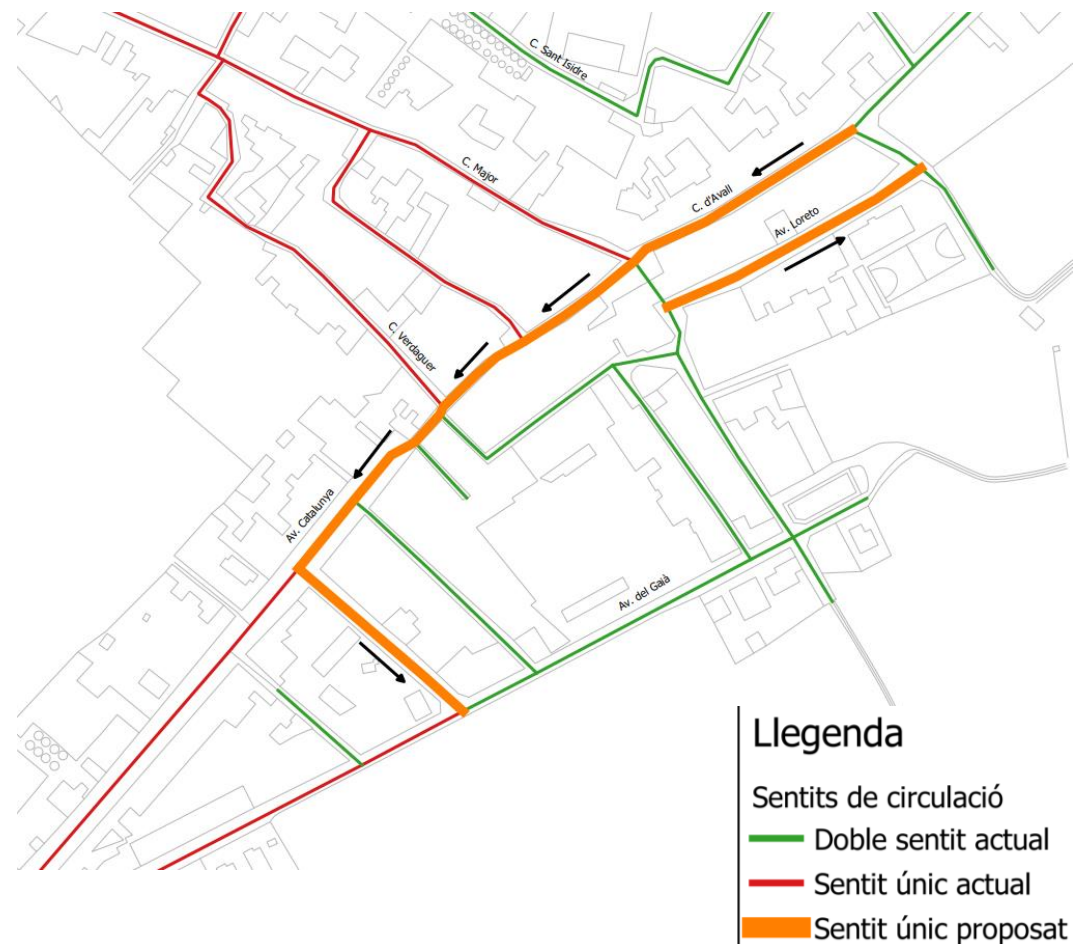 C. Sant Isidre
C. Major
C. d'Avall
Av. Loreto
C. Verdaguer
Av. Catalunya
Av. del Gaià
Llegenda
Sentits de circulació
Doble sentit actual
Sentit únic actual
Sentit únic proposat